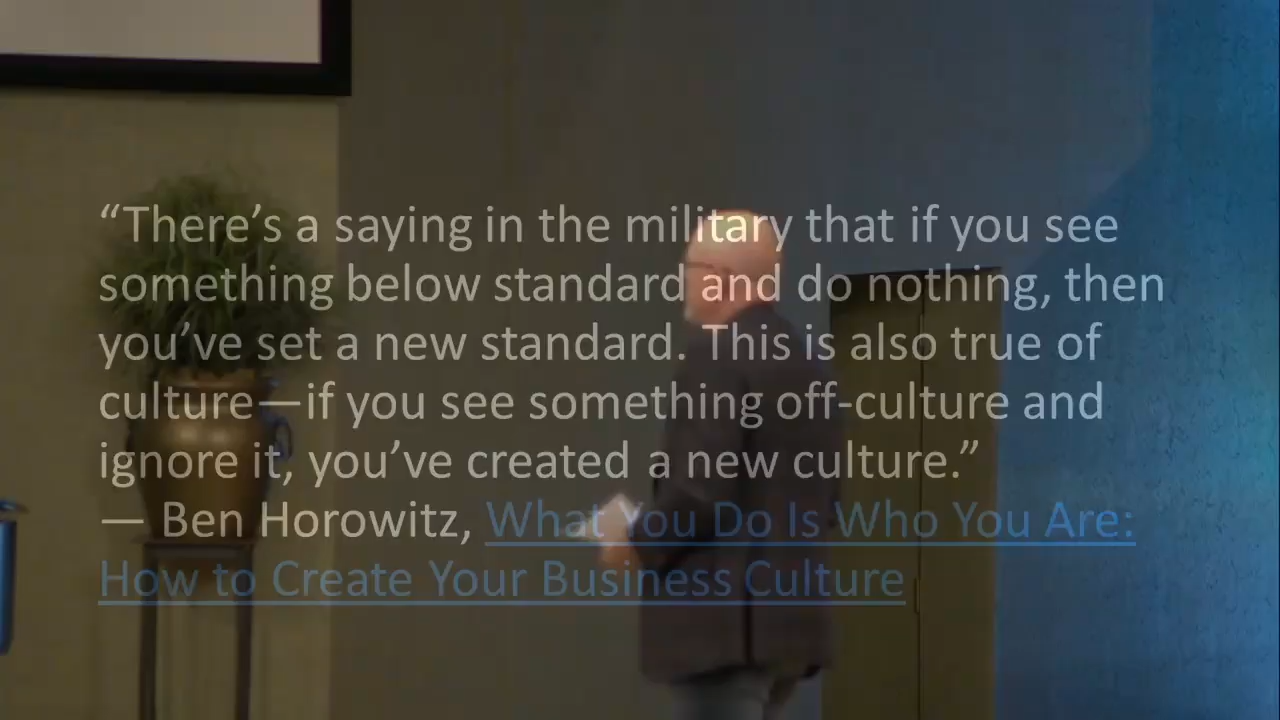 “There’s a saying in the military that if you see
something below standard and do nothing, then
you’ve set a new standard. This is also true of
culture—if you see something off-culture and
ignore it, you’ve created a new culture.”
— Ben Horowitz, What You Do Is Who You Are:
How to Create Your Business Culture